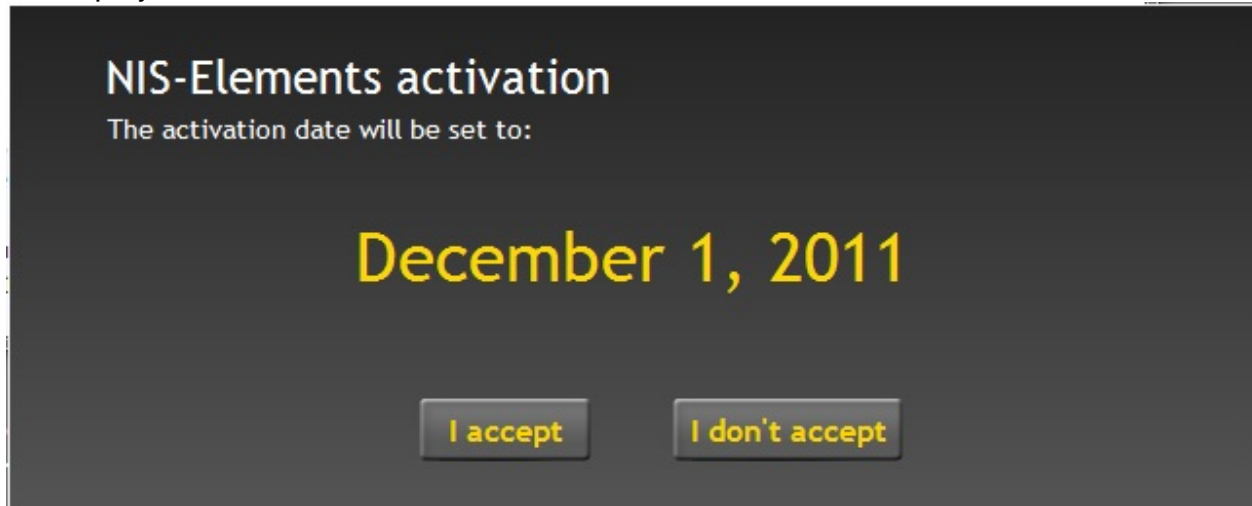 NIS-Elements activation
The activation date will be set to:
December 1, 2011
I accept
I don't accept